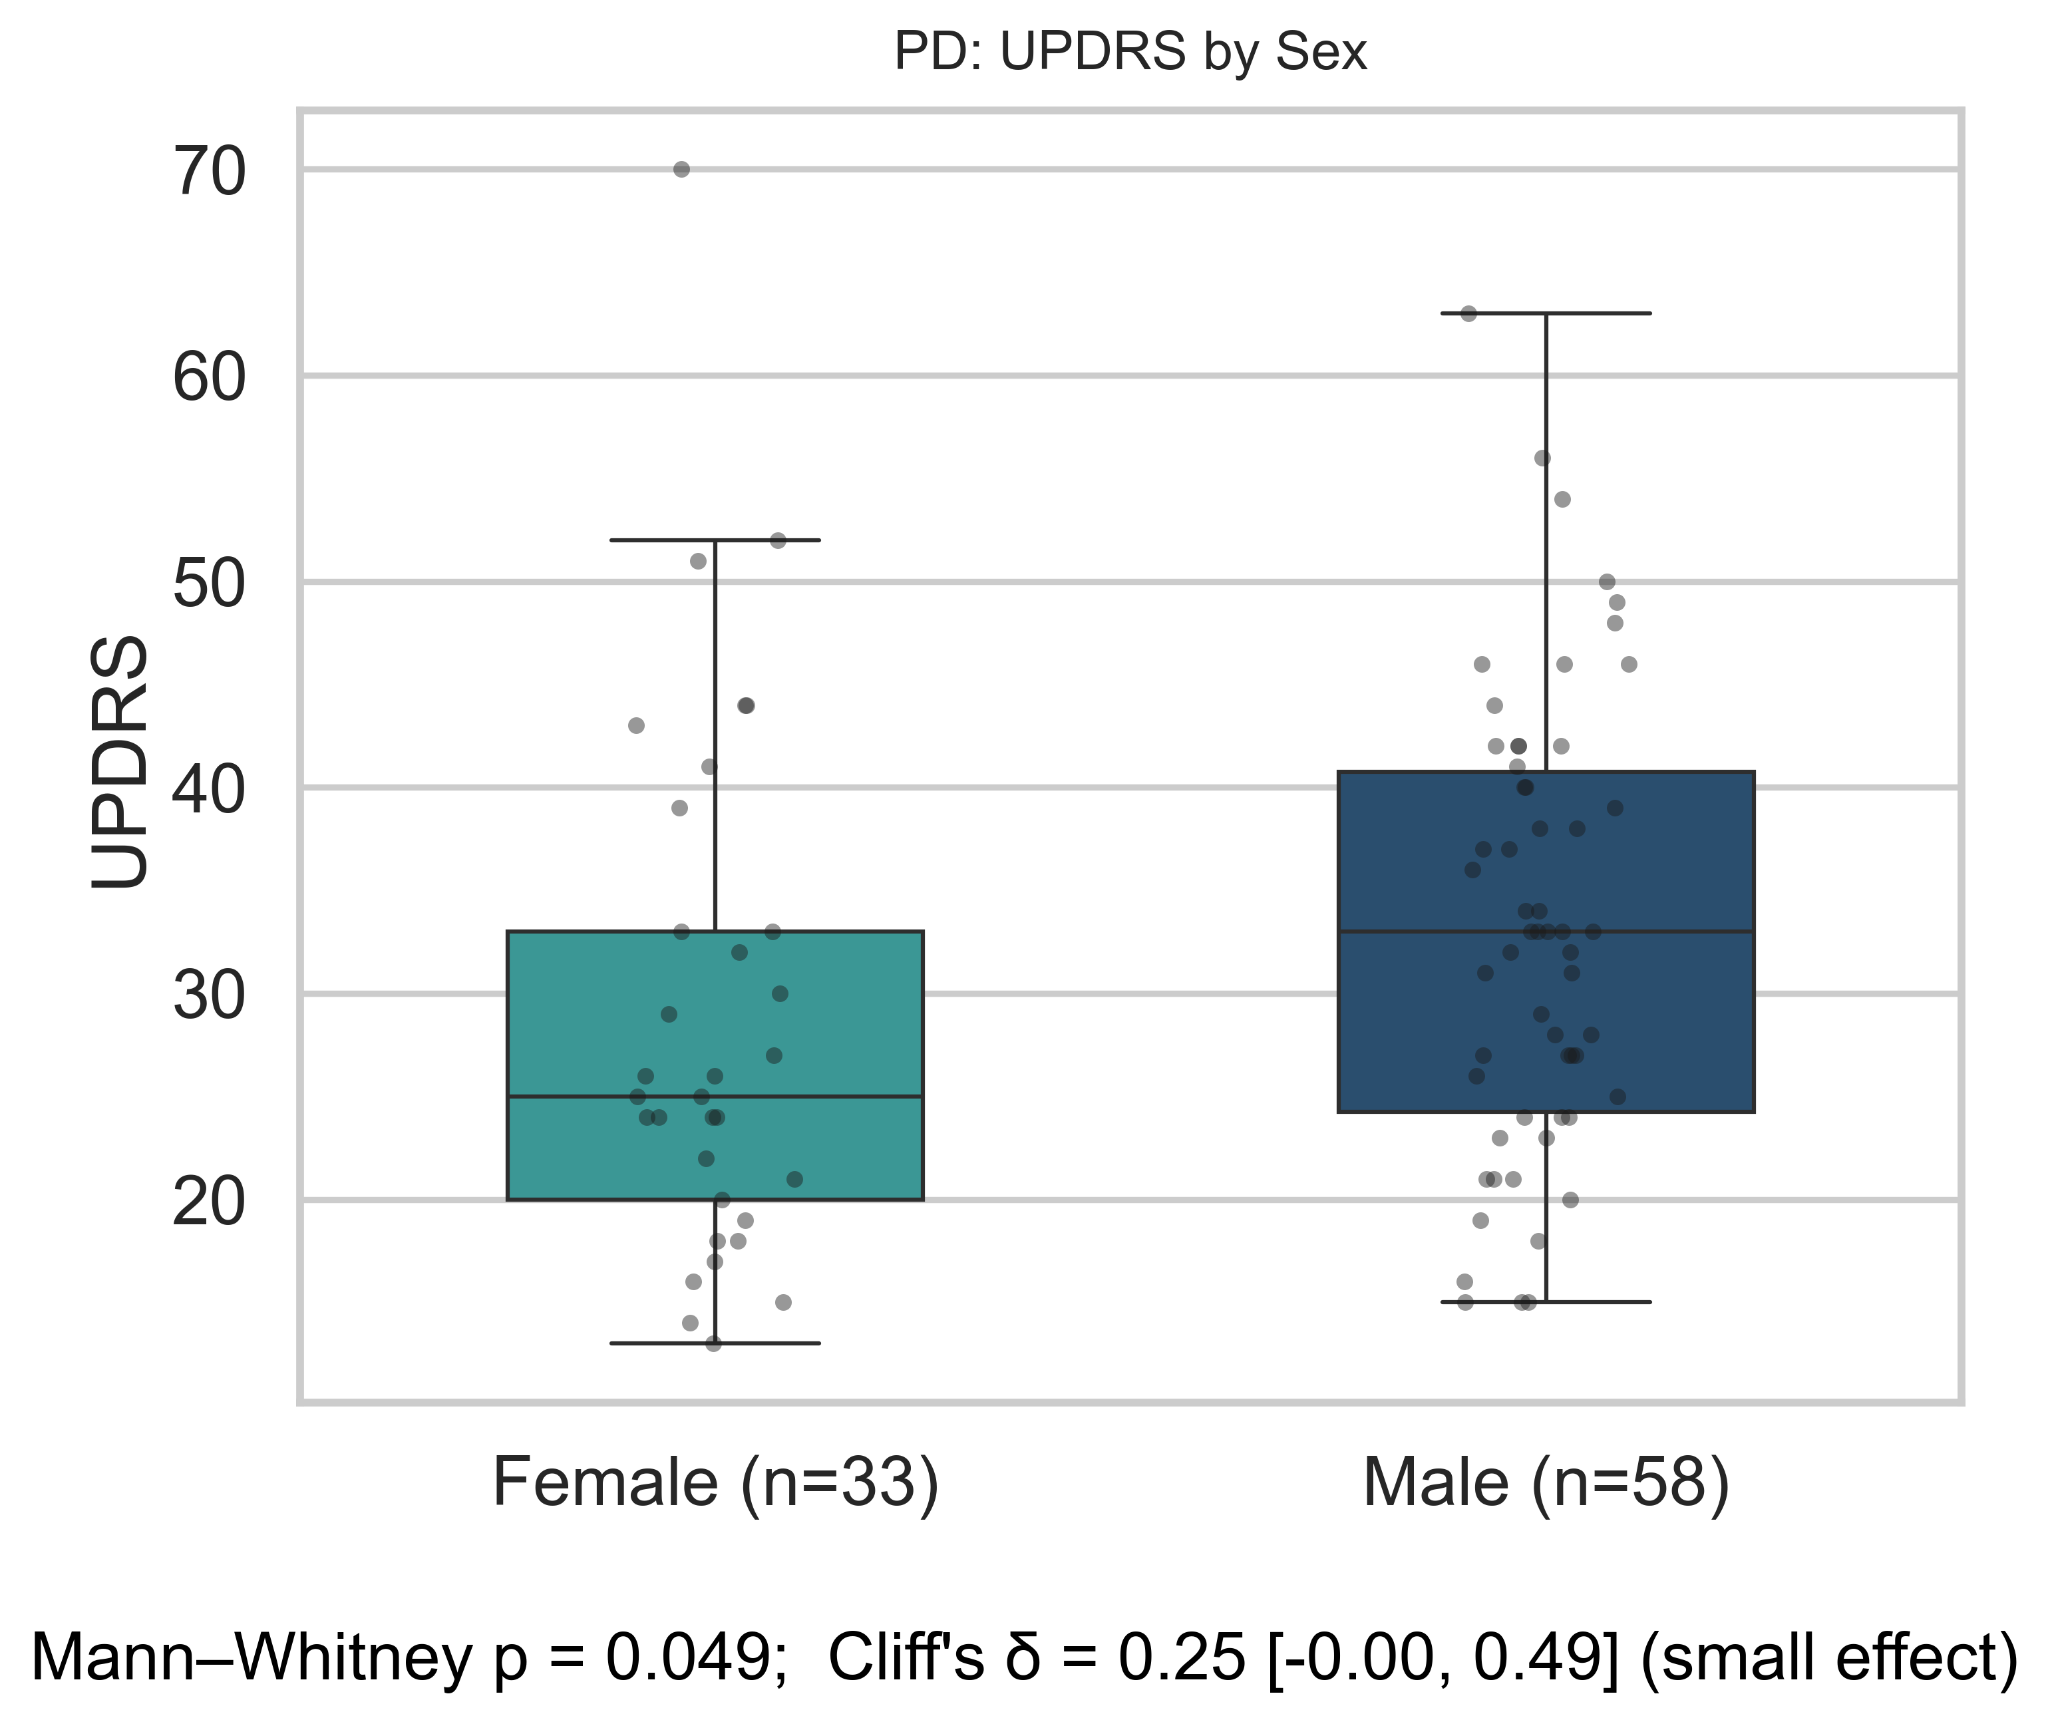 PD: UPDRS by Sex
70
60
50
40
30
20
UPDRS
Female (n=33)
Male (n=58)
Mann–Whitney p = 0.049;  Cliff's δ = 0.25 [-0.00, 0.49] (small effect)